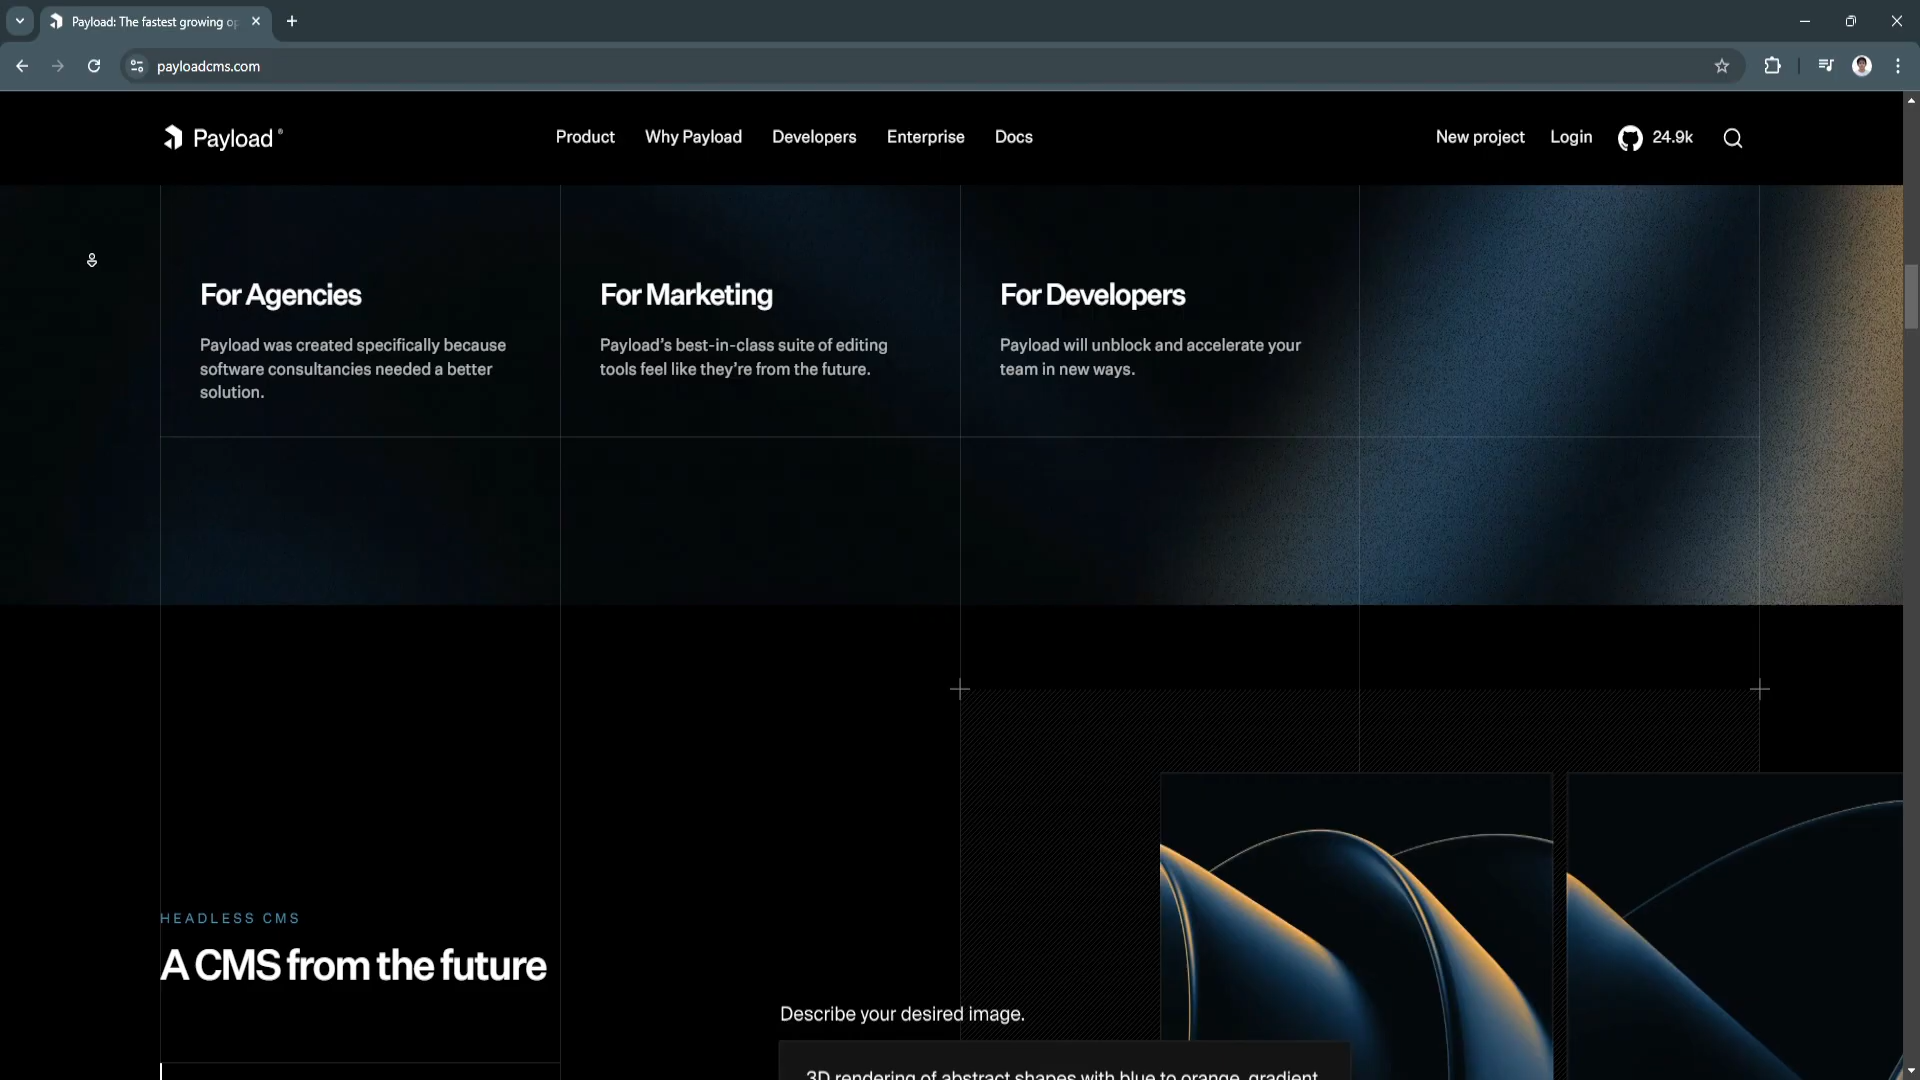 Payload: The fastest growing op
payloadcms.com
Payload®
Product
Why Payload
Developers
Enterprise
Docs
New project
Login
24.9k
For Agencies
Payload was created specifically because
software consultancies needed a better
solution.
For Marketing
Payload’s best-in-class suite of editing
tools feel like they’re from the future.
For Developers
Payload will unblock and accelerate your
team in new ways.
HEADLESS CMS
A CMS from the future
Describe your desired image.
3D rendering of abstract shapes with blue to orange, gradient